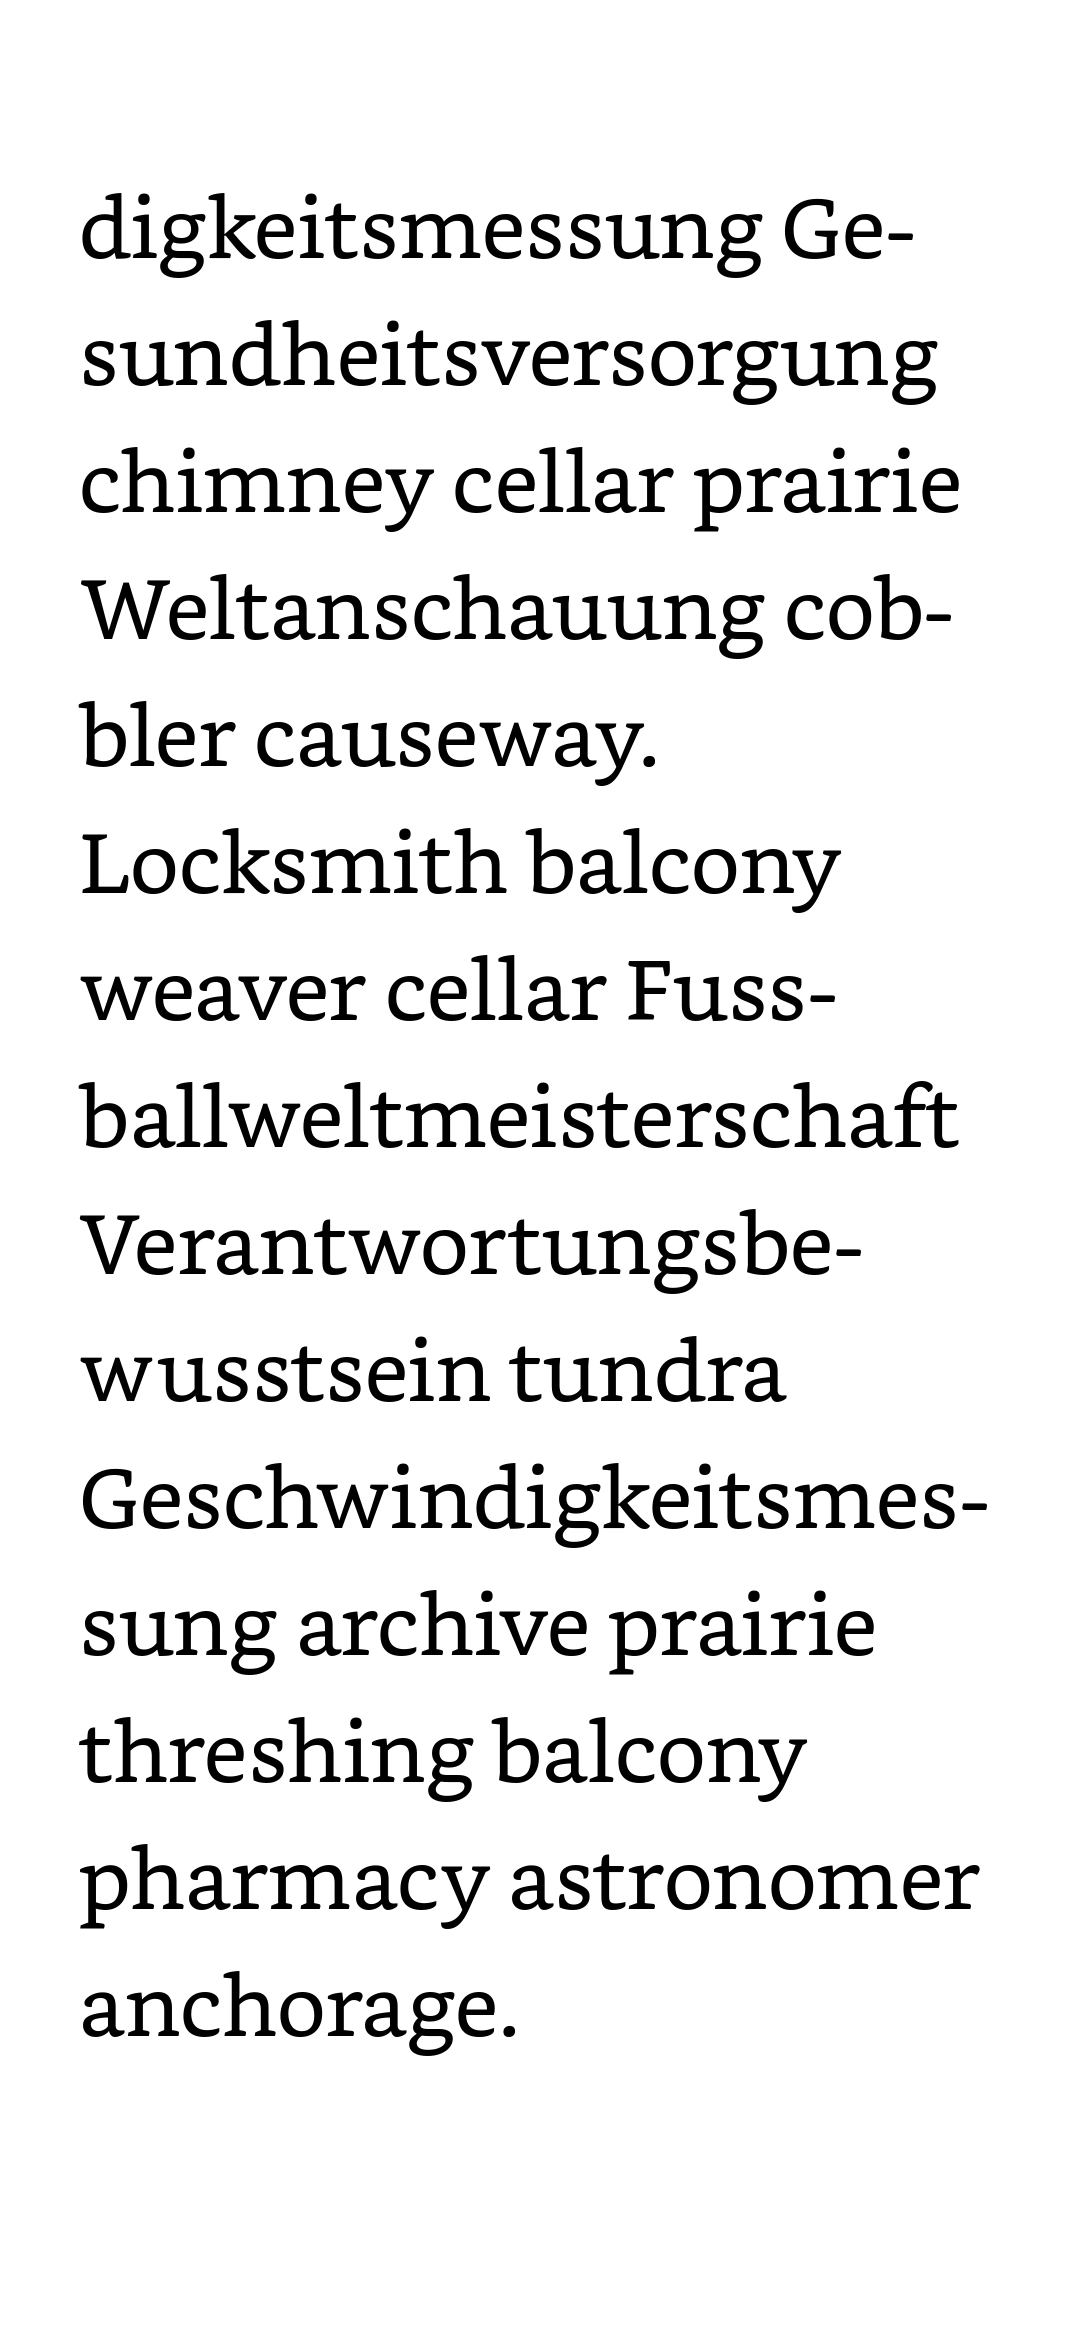 digkeitsmessung Ge-
sundheitsversorgung
chimney cellar prairie
Weltanschauung cob-
bler causeway.
Locksmith balcony
weaver cellar Fuss-
ballweltmeisterschaft
Verantwortungsbe-
wusstsein tundra
Geschwindigkeitsmes-
sung archive prairie
threshing balcony
pharmacy astronomer
anchorage.